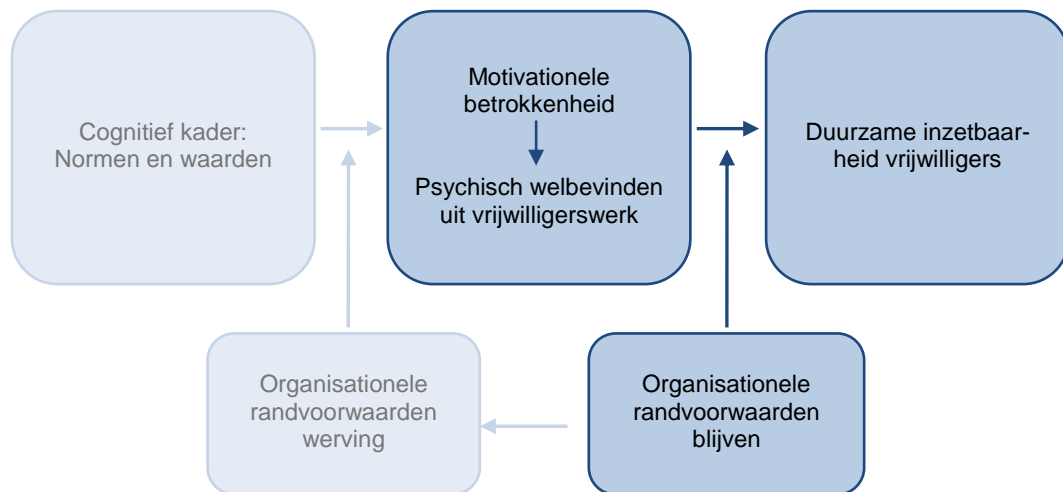 Cognitief kader:
Normen en waarden
Motivationele
betrokkenheid
Psychisch welbevinden
uit vrijwilligerswerk
Duurzame inzetbaar-
heid vrijwilligers
Organisationele
randvoorwaarden
werving
Organisationele
randvoorwaarden
blijven